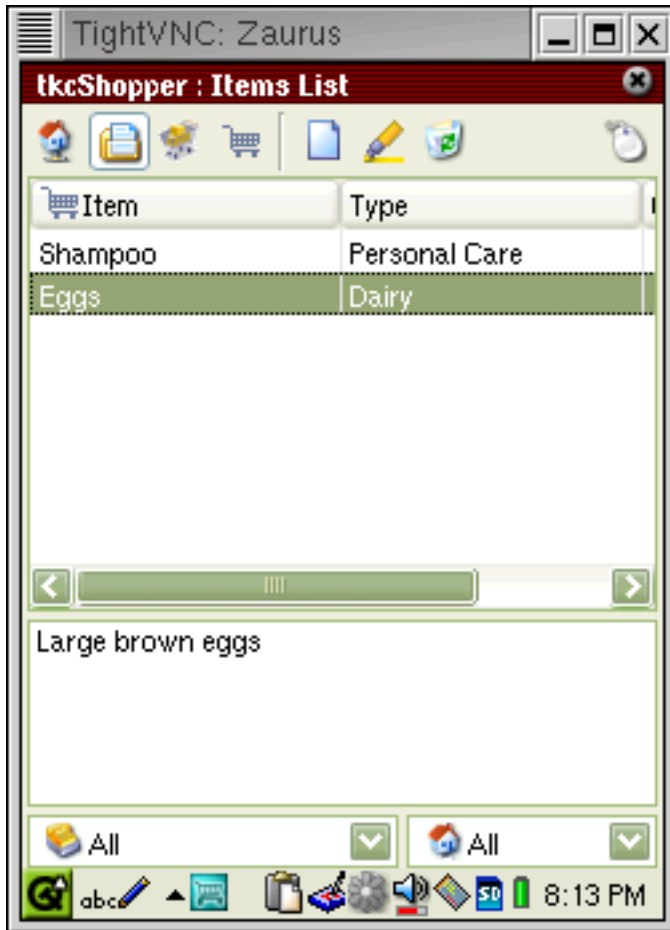 TightVNC: Zaurus
tkcShopper : Items List
Item Type
Shampoo Personal Care
Eggs Dairy
Large brown eggs
All All
abc SD 8:13 PM